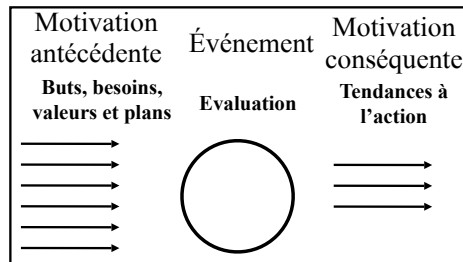 Motivation
antécédente
Buts, besoins,
valeurs et plans
Événement
Evaluation
Motivation
conséquente
Tendances à
l’action